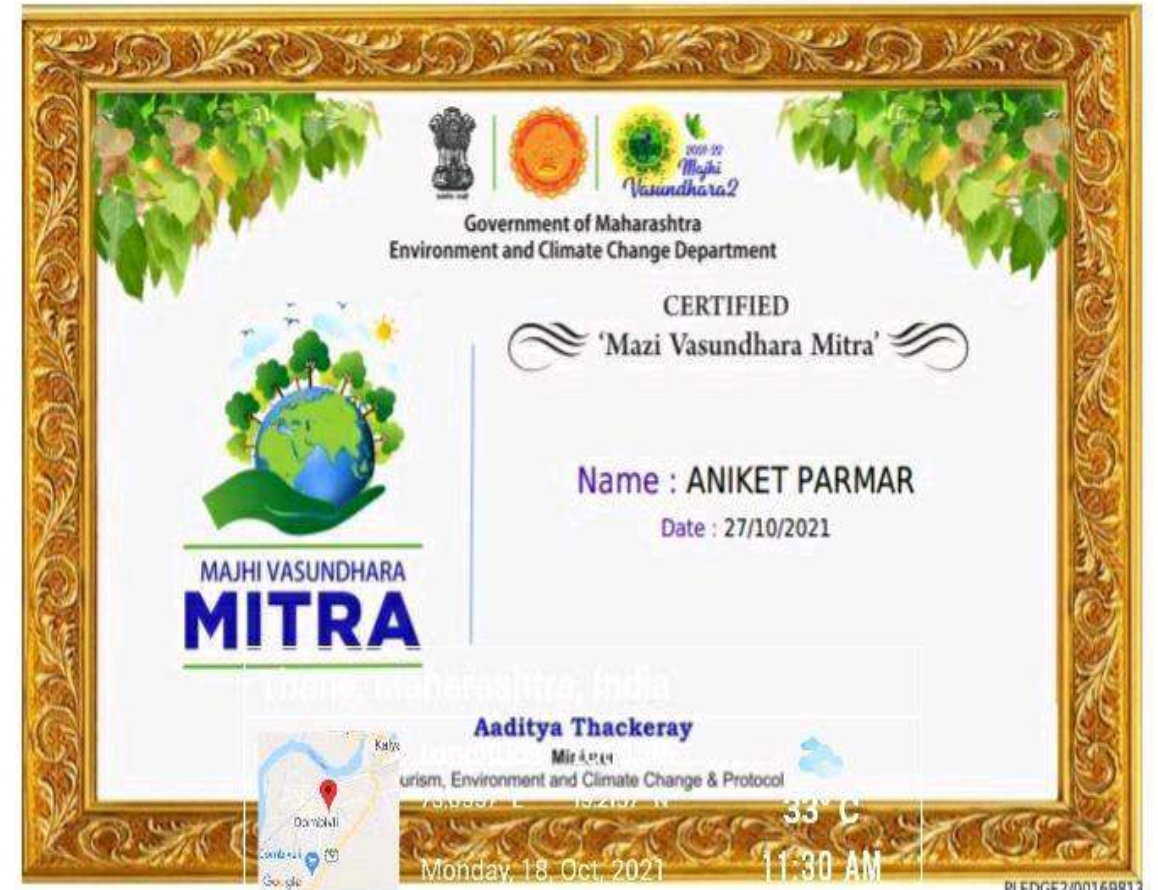 2021-22
Majhi
Vasundhara2
Government of Maharashtra
Environment and Climate Change Department
CERTIFIED
'Mazi Vasundhara Mitra'
Name : ANIKET PARMAR
Date : 27/10/2021
MAJHI VASUNDHARA
MITRA
Thane, Maharashtra, India
Aaditya Thackeray
urism, Environment and Climate Change & Protocol
Dombivli
Google
33° C
Monday, 18, Oct, 2021
11:30 AM
PLEDGE2/00169813